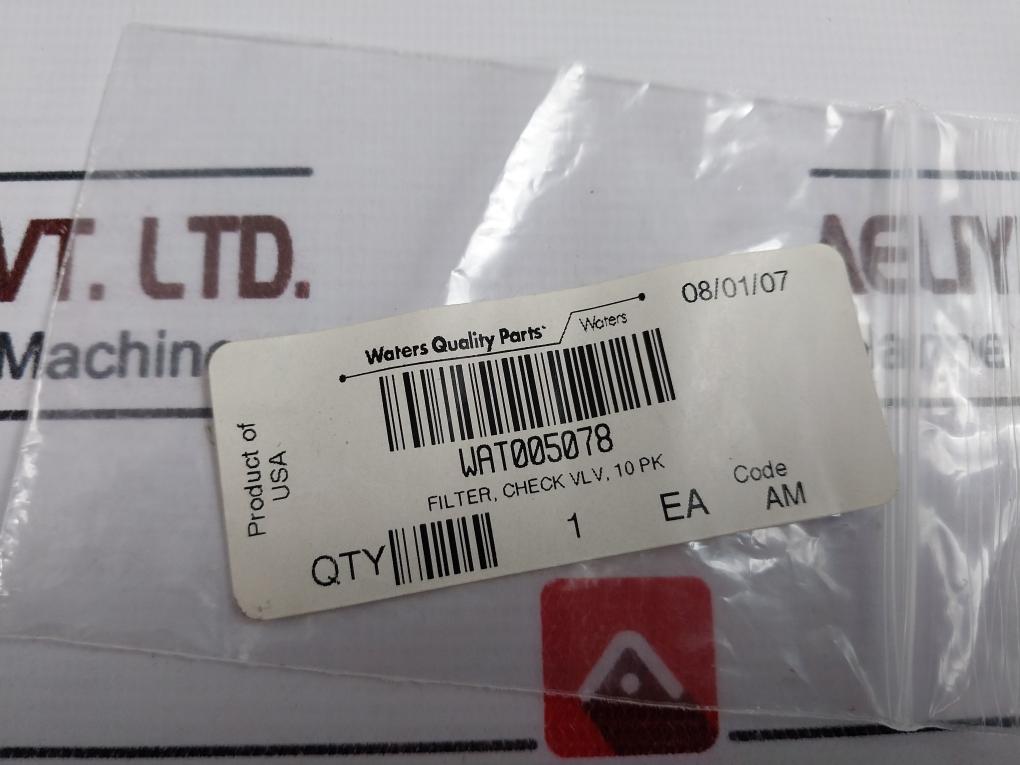 VT. LTD.
Machine
08/01/07
Waters Quality Parts
Waters
WAT005078
FILTER, CHECK VLV, 10 PK
Product of
USA
Code
QTY 1 EA AM